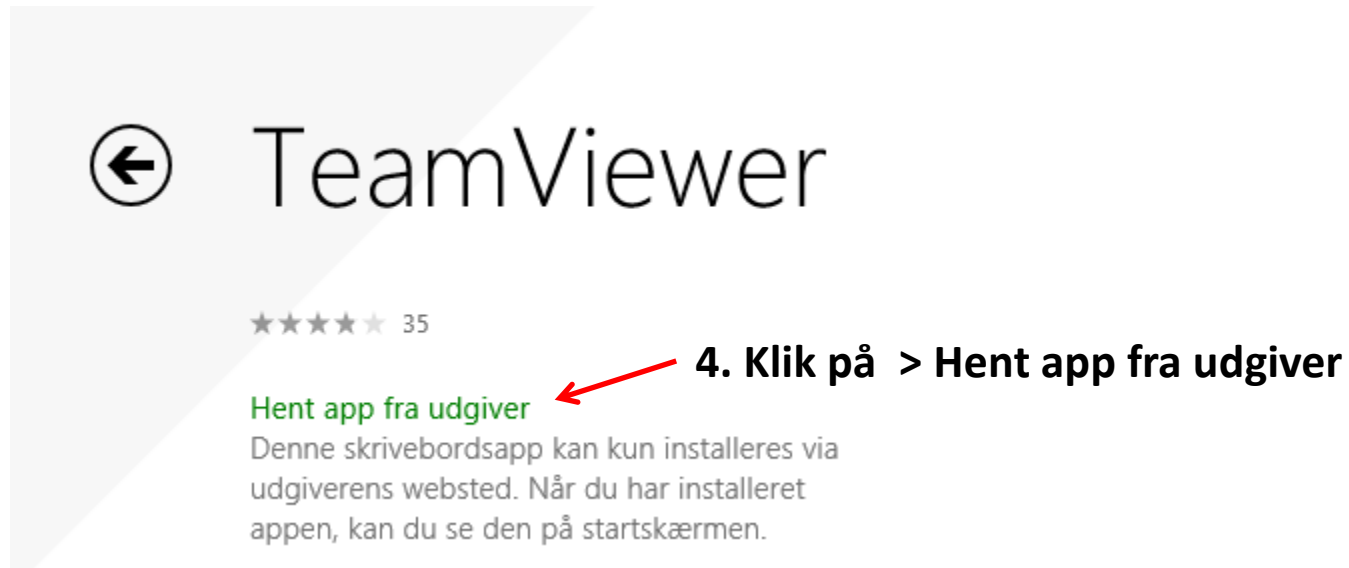 TeamViewer
35
4. Klik på > Hent app fra udgiver
Hent app fra udgiver
Denne skrivebordsapp kan kun installeres via
udgiverens websted. Når du har installeret
appen, kan du se den på startskærmen.